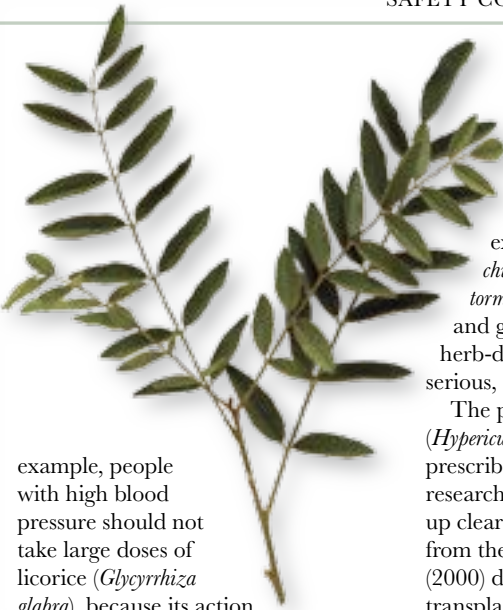 SAFETY CO
example, people
with high blood
pressure should not
take large doses of
licorice (Glycyrrhiza
glabra), because its action
ex
torm
and g
herb-d
serious,
The p
(Hypericu
prescrib
research
up clear
from the
(2000) d
transpla